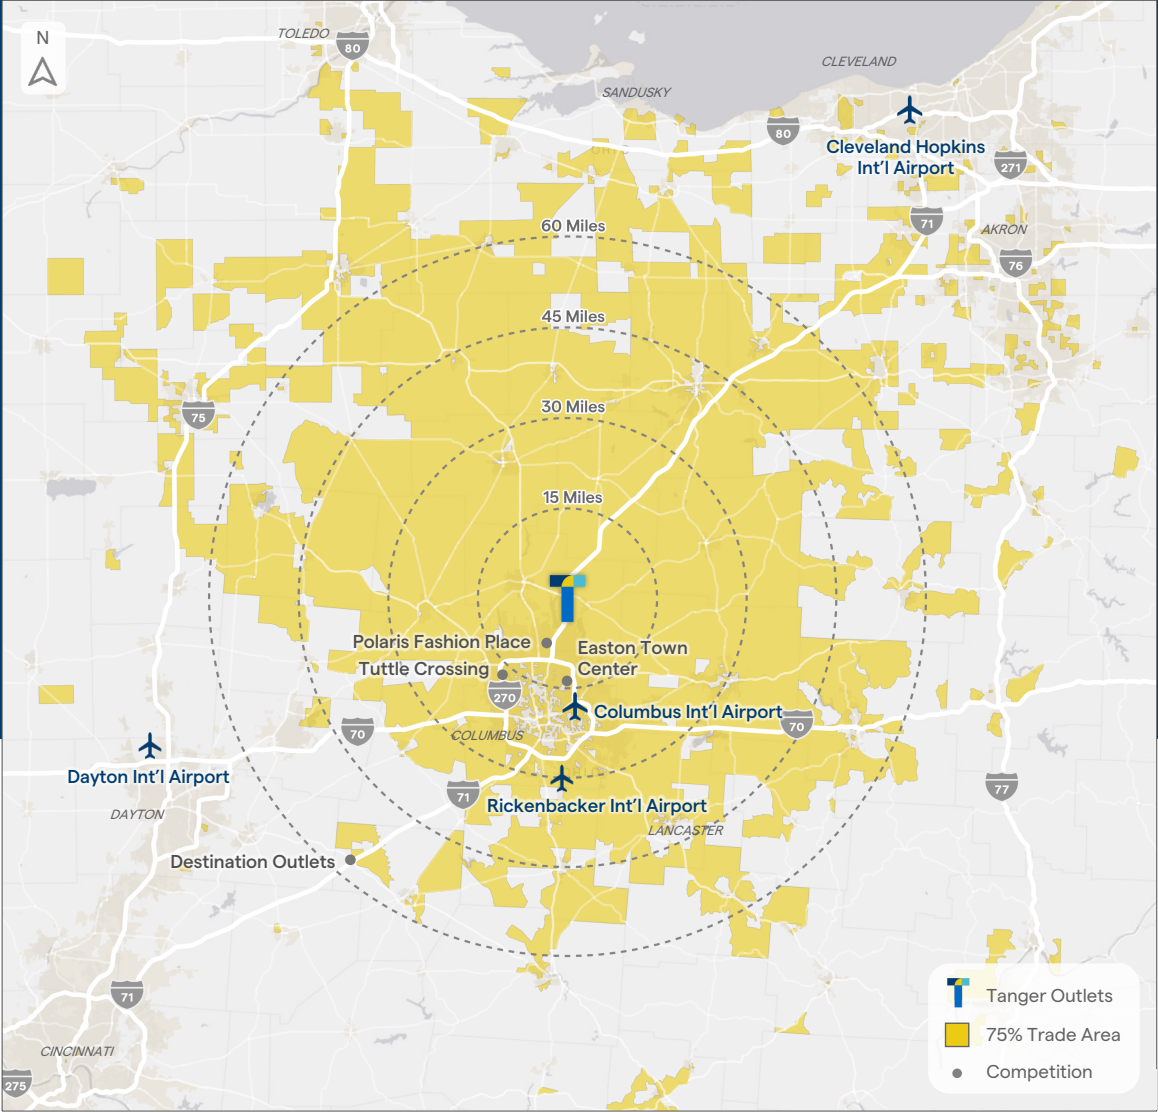 N
TOLEDO
80
CLEVELAND
SANDUSKY
80
Cleveland Hopkins
Int'l Airport
271
71
60 Miles
AKRON
76
45 Miles
30 Miles
75
15 Miles
Polaris Fashion Place
Easton Town
Center
Tuttle Crossing
270
Columbus Int'l Airport
70
70
COLUMBUS
Dayton Int'l Airport
77
71
Rickenbacker Int'l Airport
DAYTON
LANCASTER
Destination Outlets
71
Tanger Outlets
75% Trade Area
CINCINNATI
Competition
275